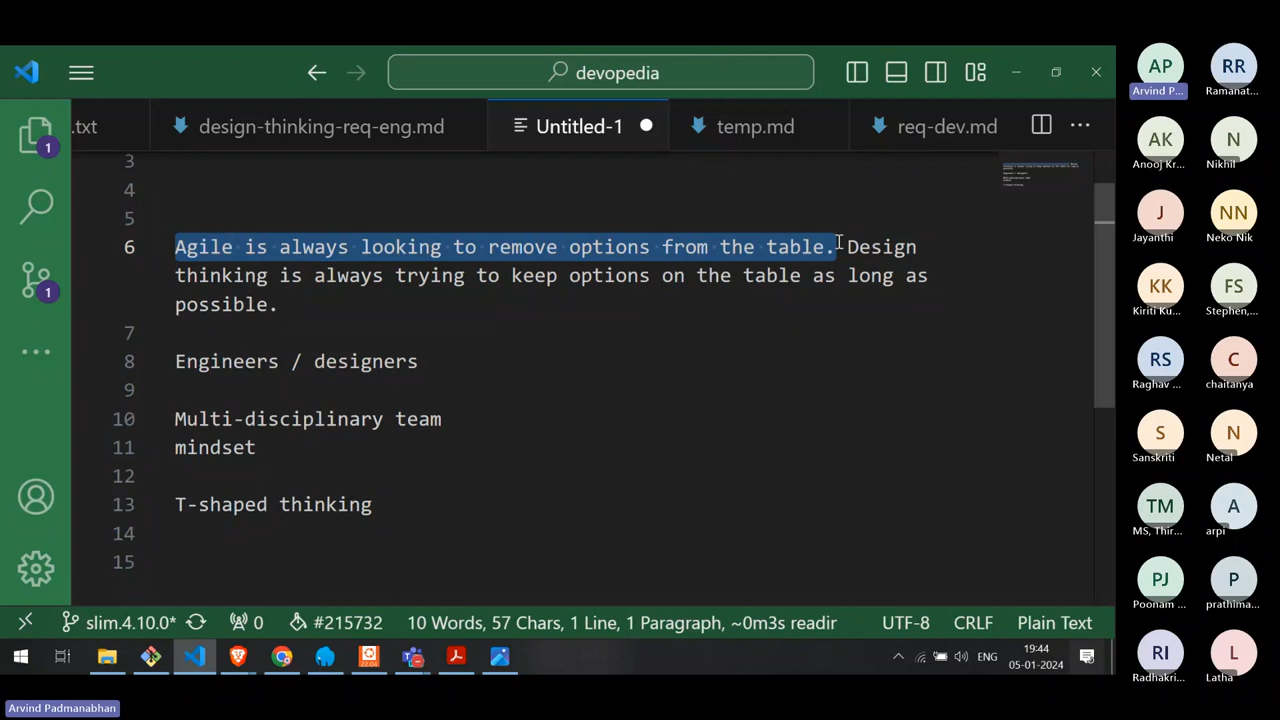 devopedia
.txt
design-thinking-req-eng.md
Untitled-1
temp.md
req-dev.md
3
4
5
6 Agile is always looking to remove options from the table. Design
thinking is always trying to keep options on the table as long as
possible.
7
8 Engineers / designers
9
10 Multi-disciplinary team
11 mindset
12
13 T-shaped thinking
14
15
1
1
slim.4.10.0*
0
#215732
10 Words, 57 Chars, 1 Line, 1 Paragraph, ~0m3s readir
UTF-8
CRLF
Plain Text
22:04
ENG
19:44
05-01-2024
Arvind Padmanabhan
AP
Arvind P...
RR
Ramanat...
AK
Anooj Kr...
N
Nikhil
J
Jayanthi
NN
Neko Nik
KK
Kiriti Ku...
FS
Stephen,...
RS
Raghav ...
C
chaitanya
S
Sanskriti
N
Netal
TM
MS, Thir...
A
arpi
PJ
Poonam ...
P
prathima...
RI
Radhakri...
L
Latha